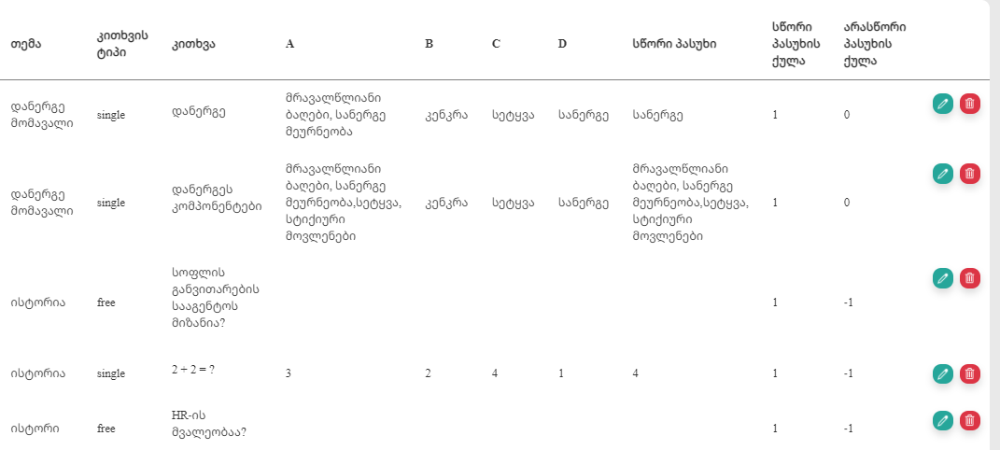 თემა
კითხვის
ტიპი
კითხვა
A
B
C
D
სწორი პასუხი
სწორი
პასუხის
ქულა
არასწორი
პასუხის
ქულა
დანერგე
მომავალი
single
დანერგე
მრავალწლიანი
ბაღები, სანერგე
მეურნეობა
კენკრა
სეტყვა
სანერგე
სანერგე
1
0
დანერგე
მომავალი
single
დანერგეს
კომპონენტები
მრავალწლიანი
ბაღები, სანერგე
მეურნეობა,სეტყვა,
სტიქიური
მოვლენები
კენკრა
სეტყვა
სანერგე
მრავალწლიანი
ბაღები, სანერგე
მეურნეობა,სეტყვა,
სტიქიური
მოვლენები
1
0
ისტორია
free
სოფლის
განვითარების
სააგენტოს
მიზანია?
1
-1
ისტორია
single
2 + 2 = ?
3
2
4
1
4
1
-1
ისტორი
free
HR-ის
მვალეობაა?
1
-1